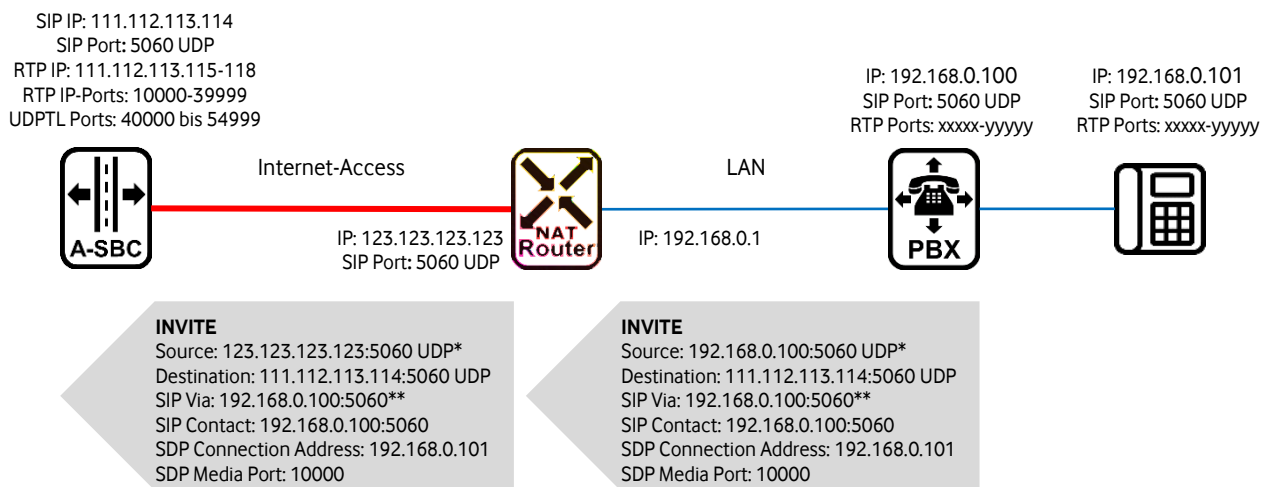 SIP IP: 111.112.113.114
SIP Port: 5060 UDP
RTP IP: 111.112.113.115-118
RTP IP-Ports: 10000-39999
UDPTL Ports: 40000 bis 54999
IP: 192.168.0.100
SIP Port: 5060 UDP
RTP Ports: xxxxx-yyyyy
IP: 192.168.0.101
SIP Port: 5060 UDP
RTP Ports: xxxxx-yyyyy
Internet-Access
LAN
A-SBC
IP: 123.123.123.123
SIP Port: 5060 UDP
NAT
Router
IP: 192.168.0.1
PBX
INVITE
Source: 123.123.123.123:5060 UDP*
Destination: 111.112.113.114:5060 UDP
SIP Via: 192.168.0.100:5060**
SIP Contact: 192.168.0.100:5060
SDP Connection Address: 192.168.0.101
SDP Media Port: 10000
INVITE
Source: 192.168.0.100:5060 UDP*
Destination: 111.112.113.114:5060 UDP
SIP Via: 192.168.0.100:5060**
SIP Contact: 192.168.0.100:5060
SDP Connection Address: 192.168.0.101
SDP Media Port: 10000